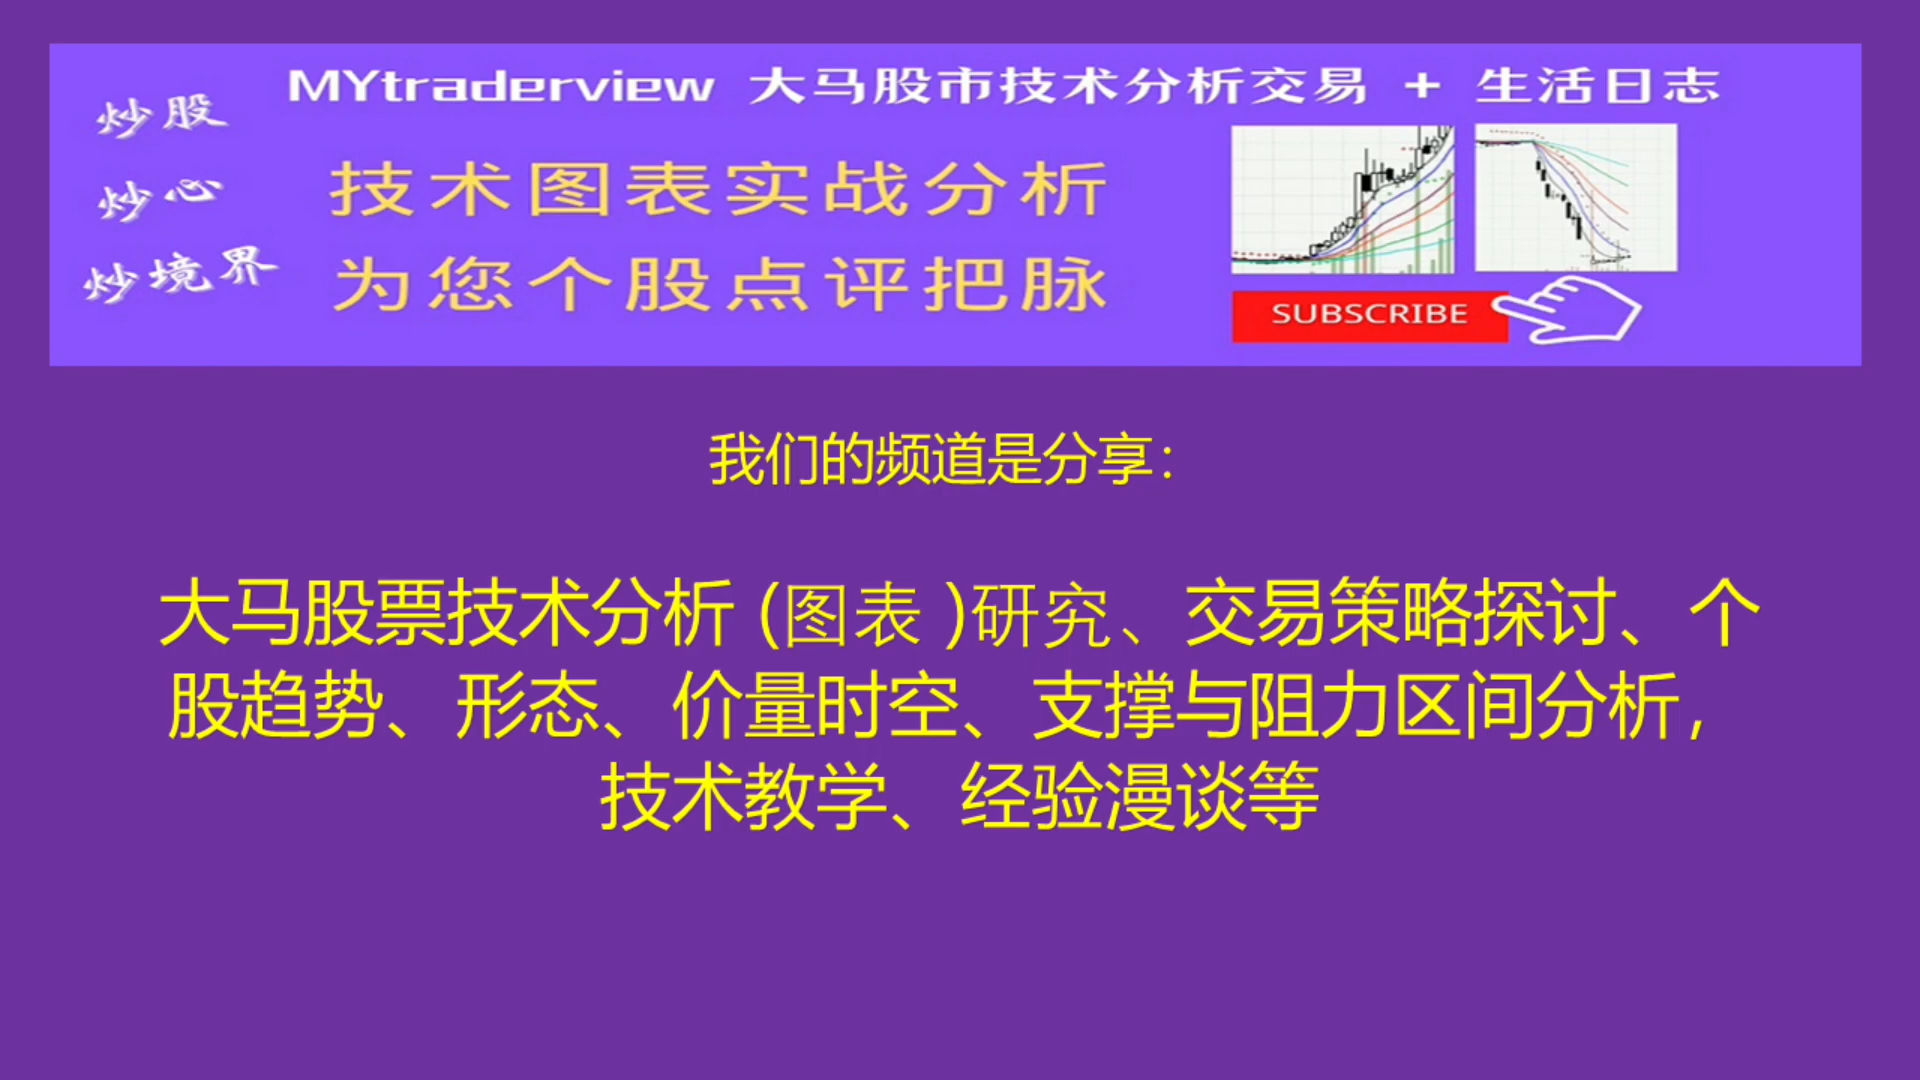 MYtraderview 大马股市技术分析交易 + 生活日志
炒股
炒心
炒境界
技术图表实战分析
为您个股点评把脉
SUBSCRIBE
我们的频道是分享：
大马股票技术分析 (图表 )研究、交易策略探讨、个
股趋势、形态、价量时空、支撑与阻力区间分析，
技术教学、经验漫谈等